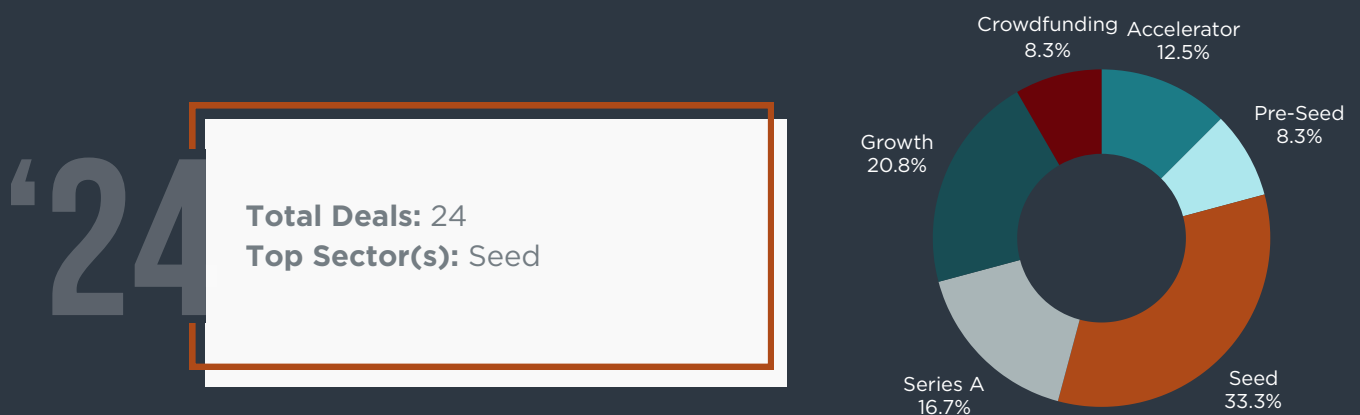 ‘24
Total Deals: 24
Top Sector(s): Seed
Crowdfunding
8.3%
Accelerator
12.5%
Pre-Seed
8.3%
Growth
20.8%
Series A
16.7%
Seed
33.3%